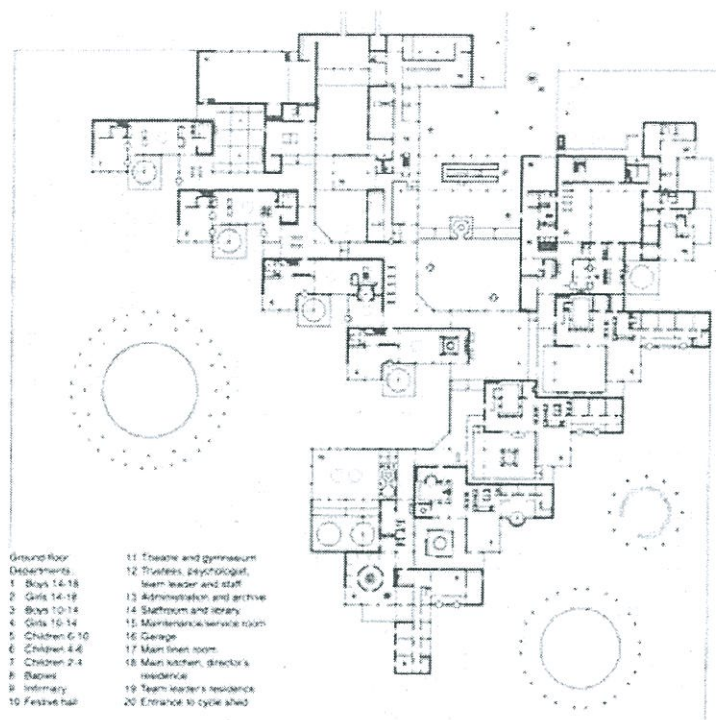 Ground floor
Departments
1 Boys 14-18
2 Girls 14-18
3 Boys 10-14
4 Girls 10-14
5 Children 6-10
6 Children 4-6
7 Children 2-4
8 Babies
9 Infirmary
10 Festive hall
11 Theatre and gymnasium
12 Trustees, psychologist,
team leader and staff
13 Administration and archive
14 Staffroom and library
15 Maintenance/service room
16 Garage
17 Main linen room
18 Main kitchen, director's
residence
19 Team leader's residence
20 Entrance to cycle shed